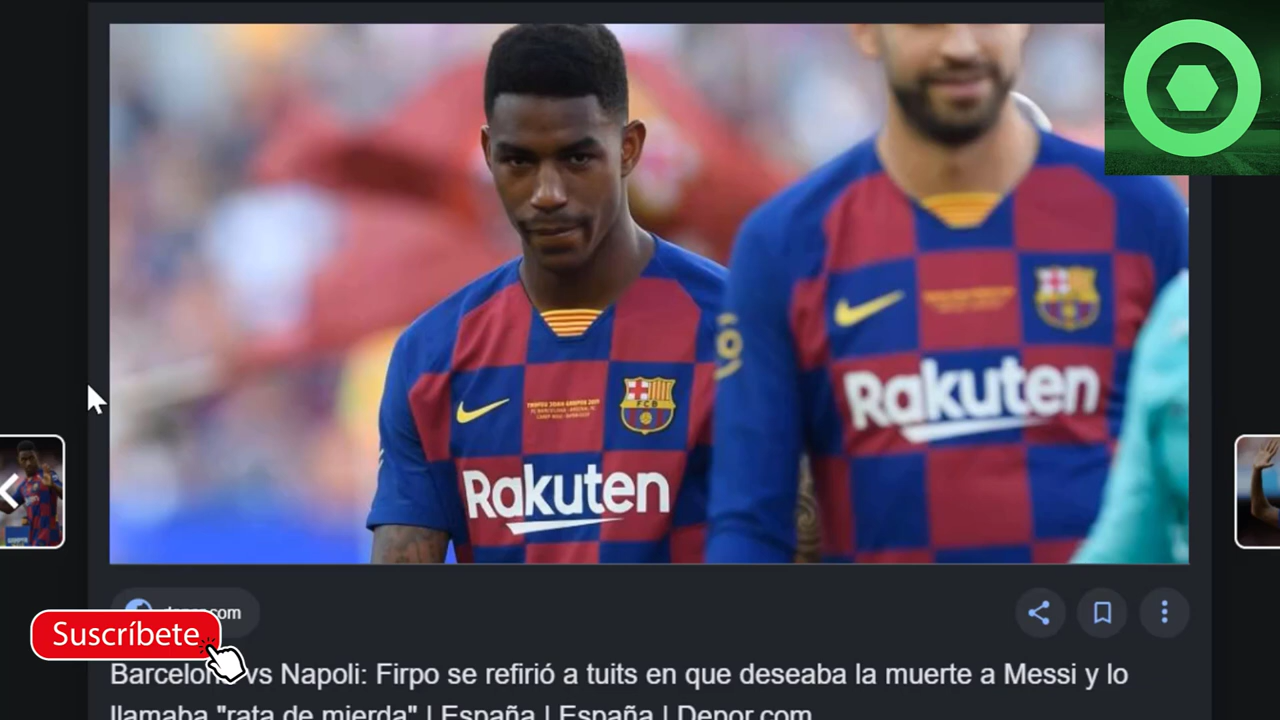 FCB
Rakuten
Rakuten
Suscríbete
Barcelona vs Napoli: Firpo se refirió a tuits en que deseaba la muerte a Messi y lo
llamaba "rata de mierda" | España | España | Depor.com